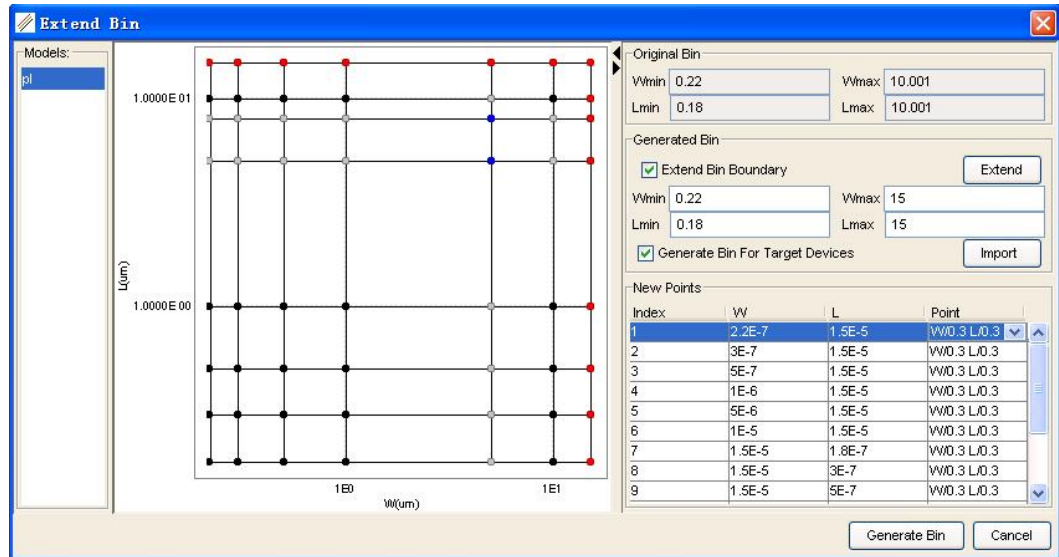 Extend Bin
Models:
pl
1.0000E 01
1.0000E 00
L(um)
1E0
1E1
W(um)
Original Bin
Wmin 0.22 Wmax 10.001
Lmin 0.18 Lmax 10.001
Generated Bin
Extend Bin Boundary Extend
Wmin 0.22 Wmax 15
Lmin 0.18 Lmax 15
Generate Bin For Target Devices Import
New Points
Index W L Point
1 2.2E-7 1.5E-5 W/0.3 L/0.3
2 3E-7 1.5E-5 W/0.3 L/0.3
3 5E-7 1.5E-5 W/0.3 L/0.3
4 1E-6 1.5E-5 W/0.3 L/0.3
5 5E-6 1.5E-5 W/0.3 L/0.3
6 1E-5 1.5E-5 W/0.3 L/0.3
7 1.5E-5 1.8E-7 W/0.3 L/0.3
8 1.5E-5 3E-7 W/0.3 L/0.3
9 1.5E-5 5E-7 W/0.3 L/0.3
Generate Bin Cancel